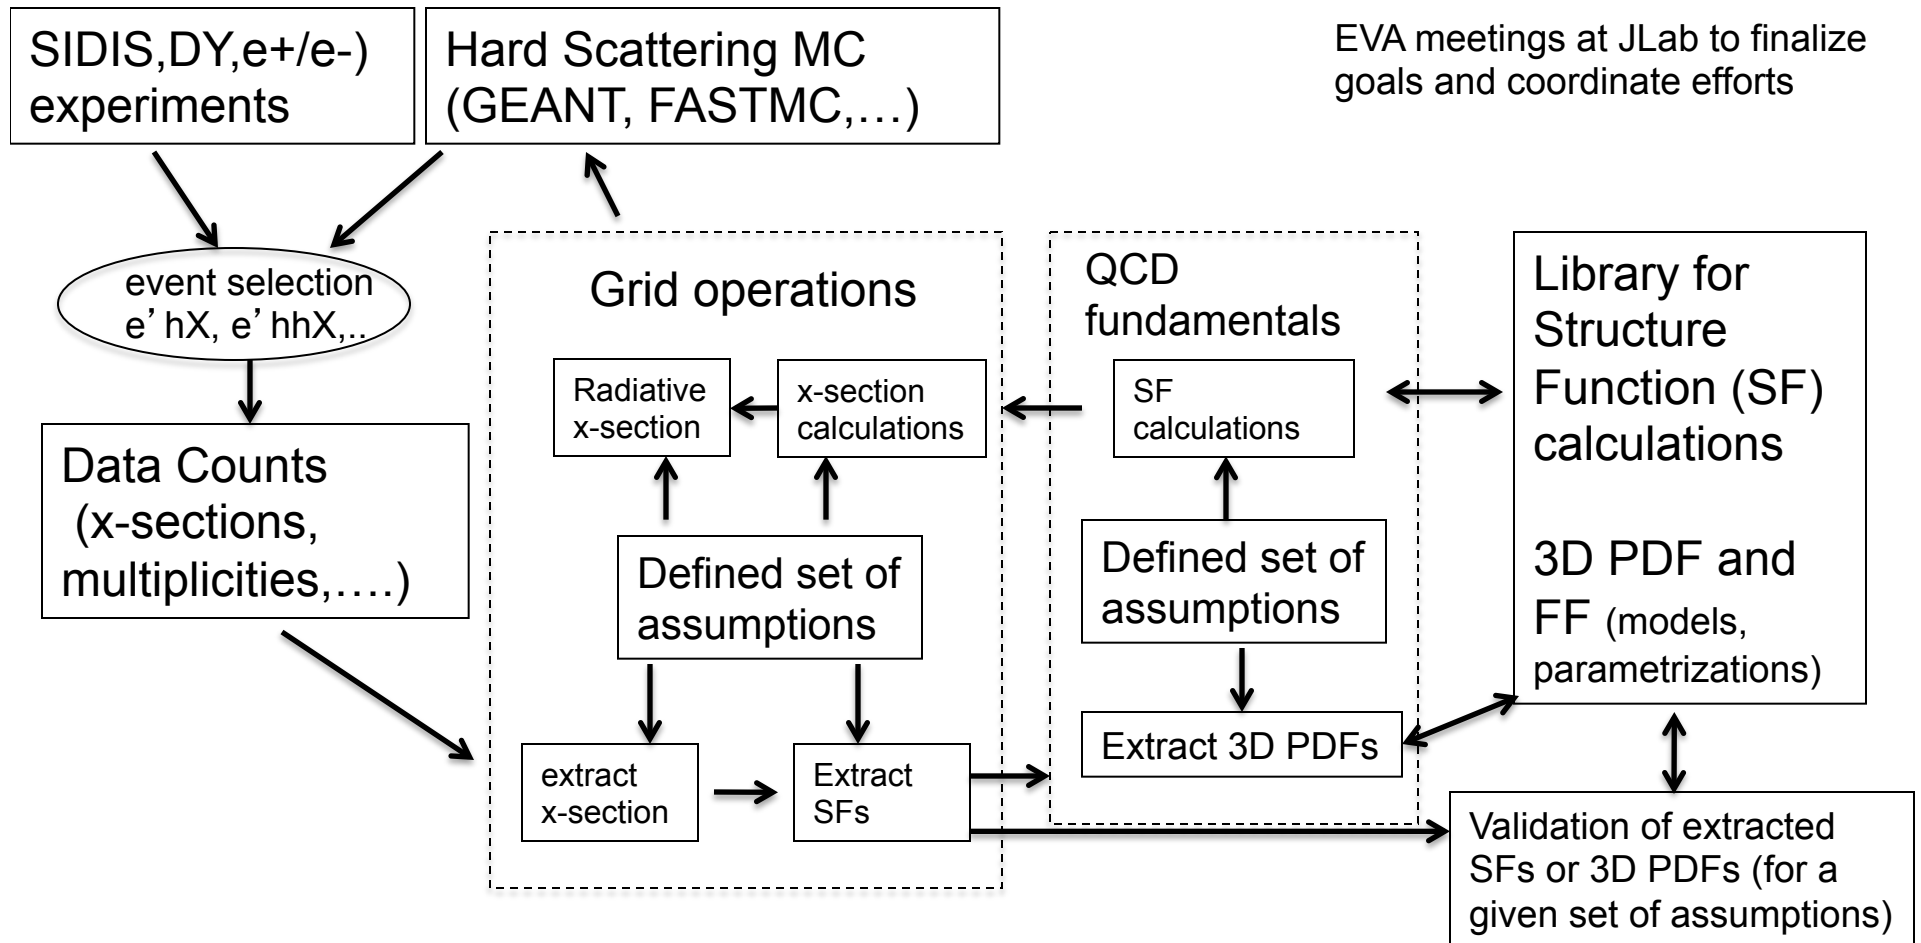 SIDIS,DY,e+/e-)
experiments
Hard Scattering MC
(GEANT, FASTMC,…)
EVA meetings at JLab to finalize
goals and coordinate efforts
event selection
e’ hX, e’ hhX,..
Data Counts
(x-sections,
multiplicities,….)
Grid operations
Radiative
x-section
x-section
calculations
Defined set of
assumptions
extract
x-section
Extract
SFs
QCD
fundamentals
SF
calculations
Defined set of
assumptions
Extract 3D PDFs
Library for
Structure
Function (SF)
calculations
3D PDF and
FF (models,
parametrizations)
Validation of extracted
SFs or 3D PDFs (for a
given set of assumptions)